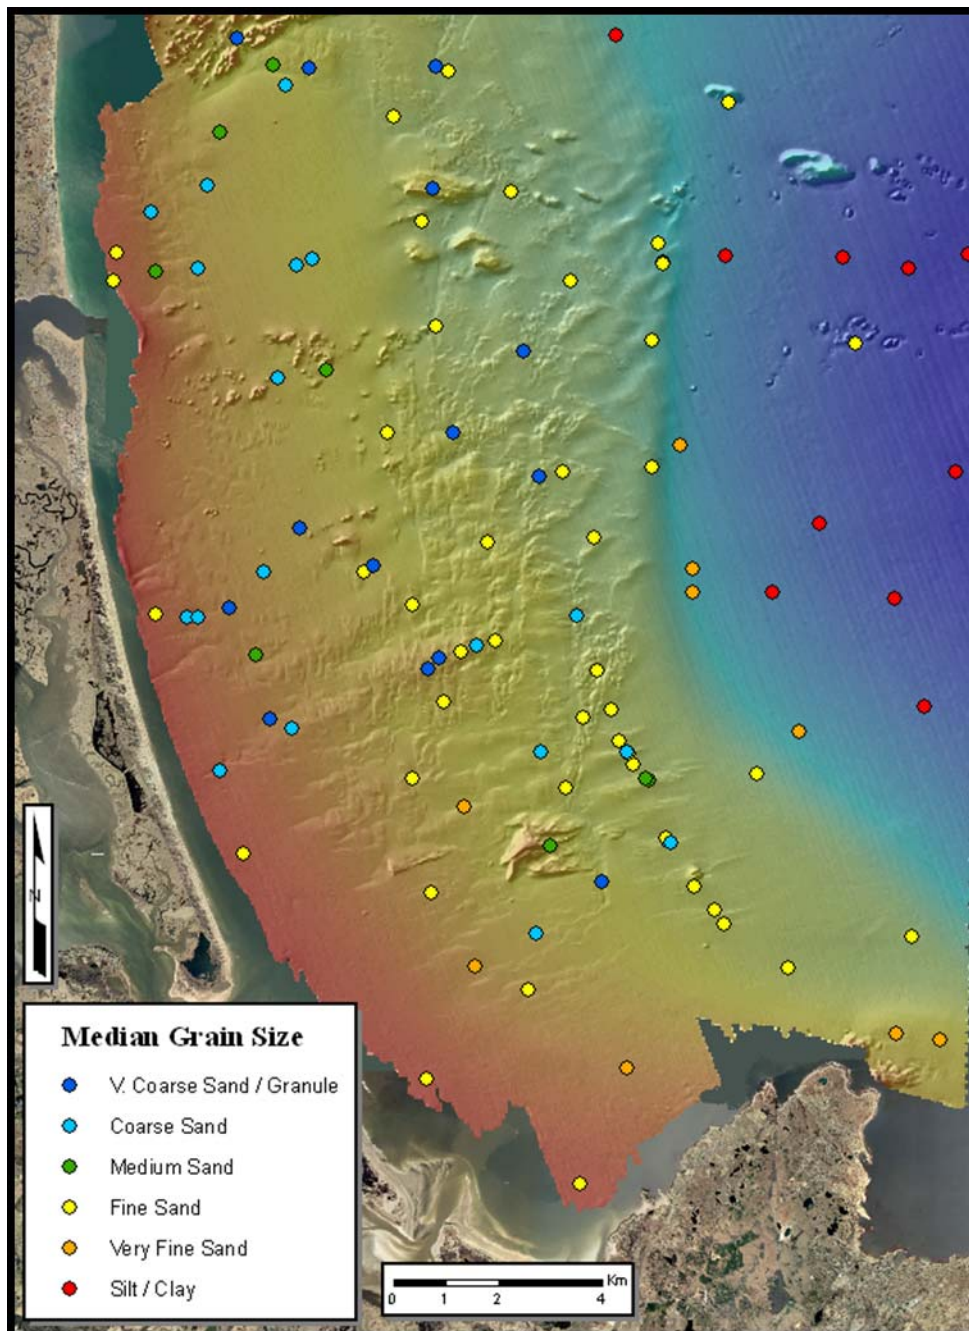 N
Median Grain Size
V. Coarse Sand / Granule
Coarse Sand
Medium Sand
Fine Sand
Very Fine Sand
Silt / Clay
Km
0 1 2 4